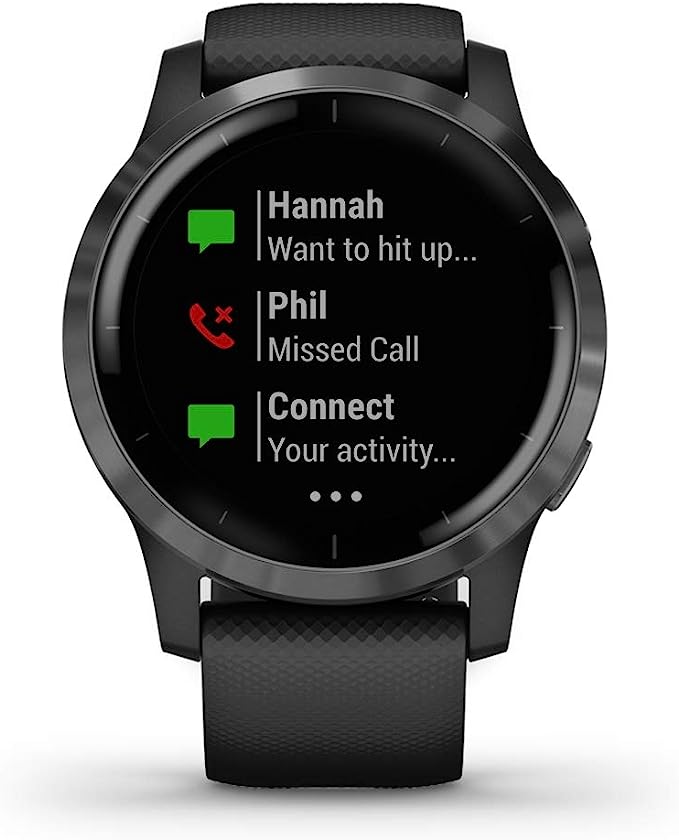 Hannah
Want to hit up...
Phil
Missed Call
Connect
Your activity...